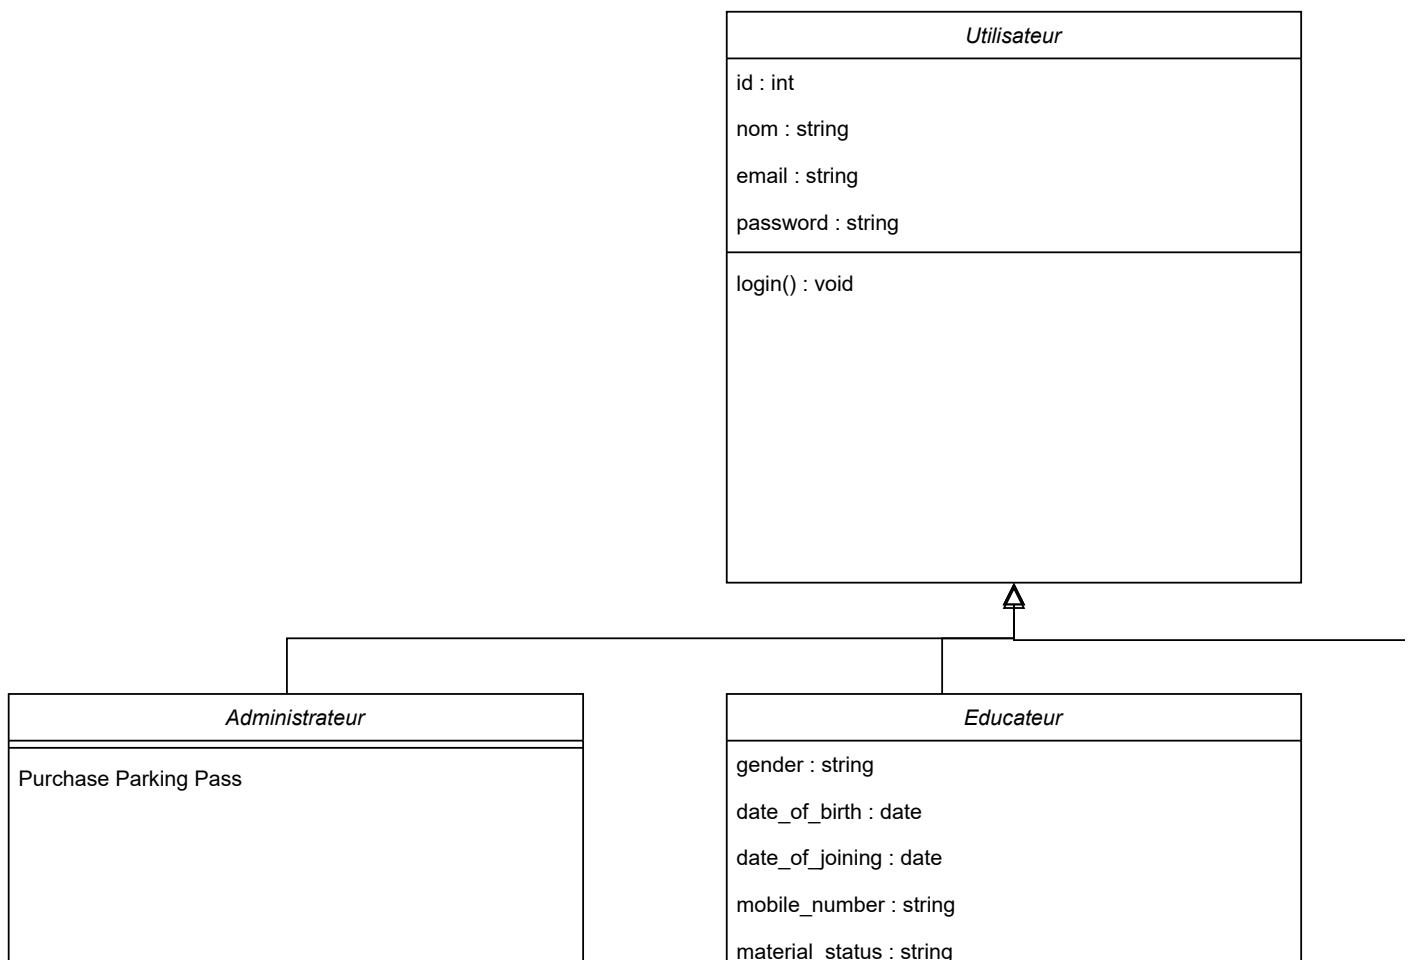 Utilisateur
id : int
nom : string
email : string
password : string
login() : void
Administrateur
Purchase Parking Pass
Educateur
gender : string
date_of_birth : date
date_of_joining : date
mobile_number : string
material_status : string